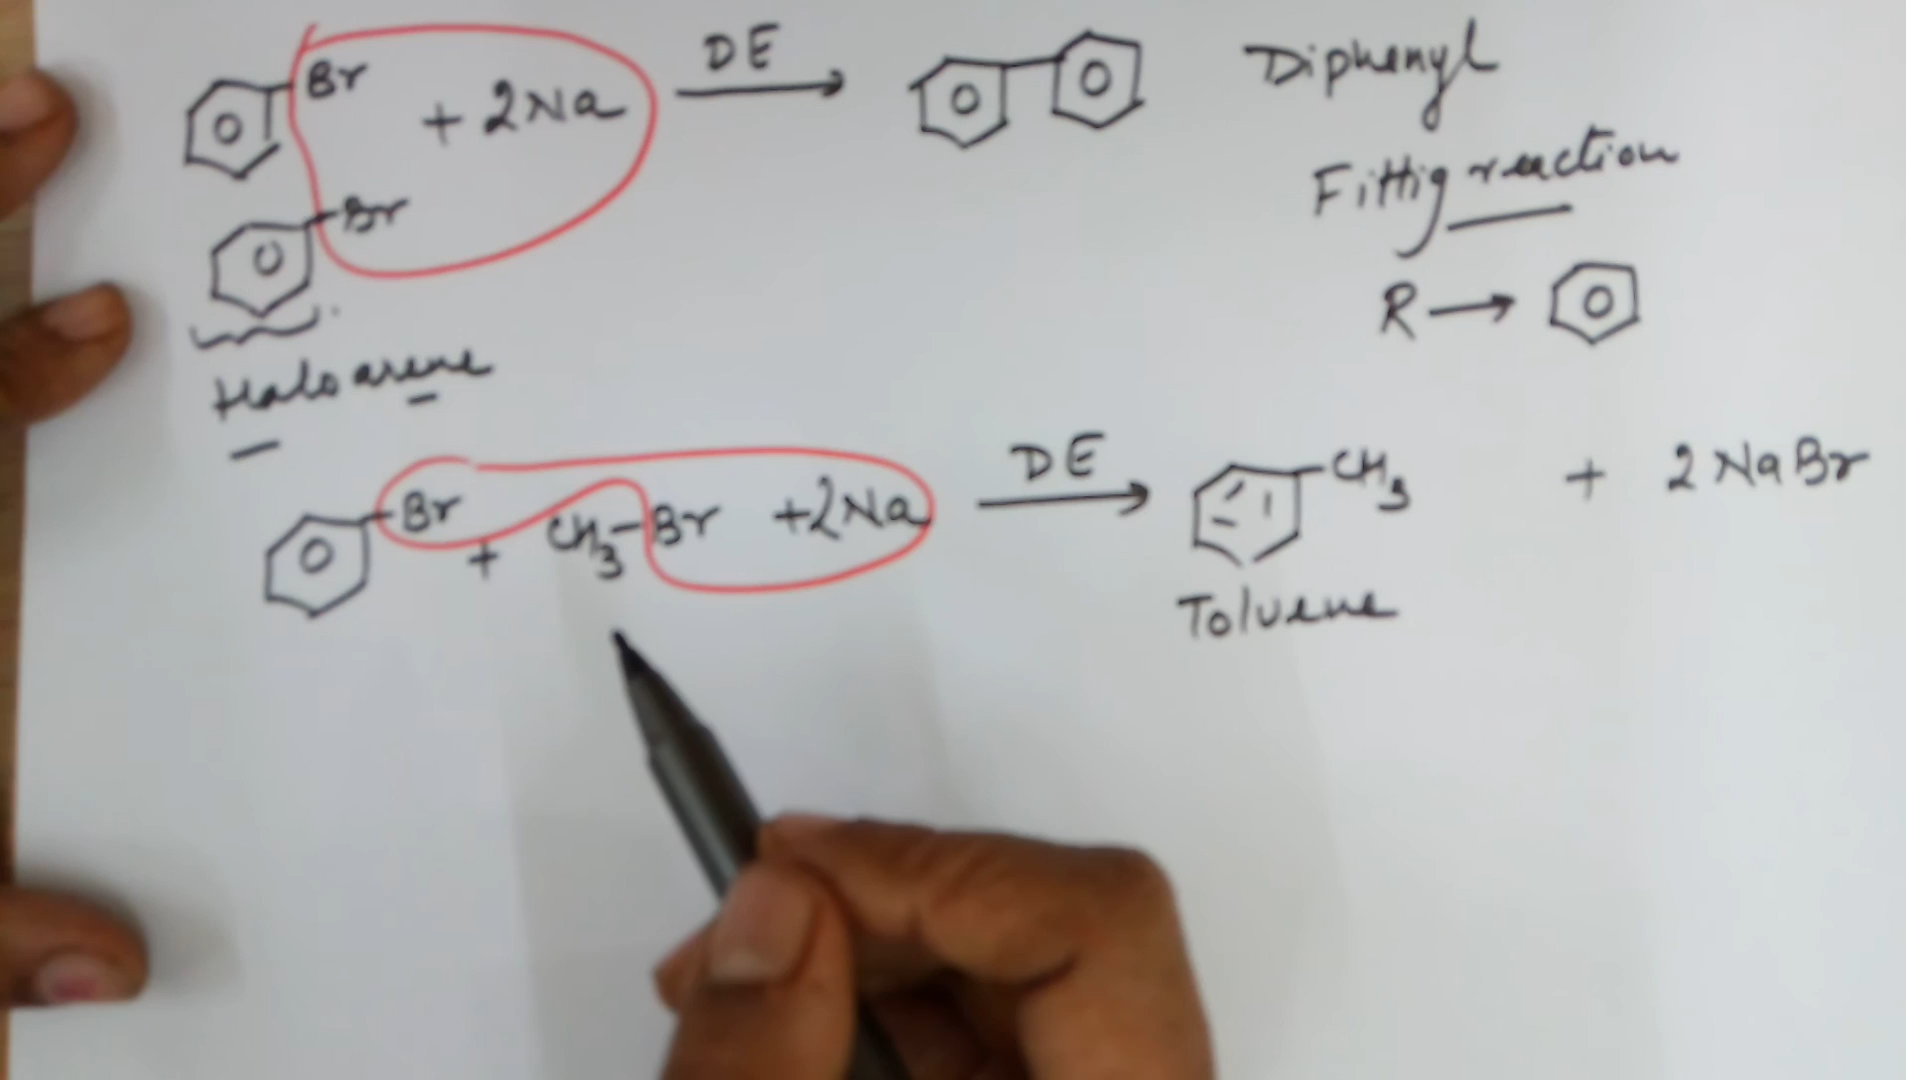 Br + 2Na DE Diphenyl
Br
Fittig reaction
R
Haloarene
Br + CH3-Br + 2Na DE CH3 + 2NaBr
Toluene